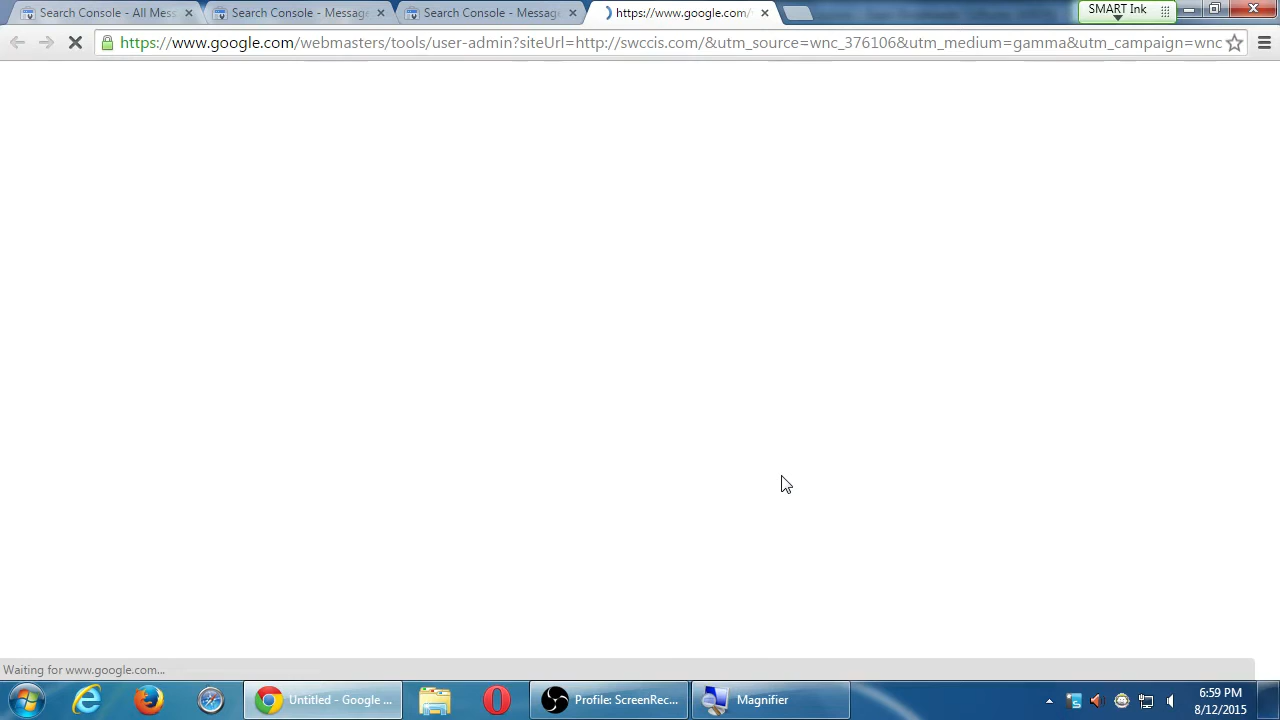 Search Console - All Mess
Search Console - Message
Search Console - Message
https://www.google.com/
SMART Ink
https://www.google.com/webmasters/tools/user-admin?siteUrl=http://swccis.com/&utm_source=wnc_376106&utm_medium=gamma&utm_campaign=wnc
Waiting for www.google.com...
Untitled - Google ...
Profile: ScreenRec...
Magnifier
6:59 PM
8/12/2015